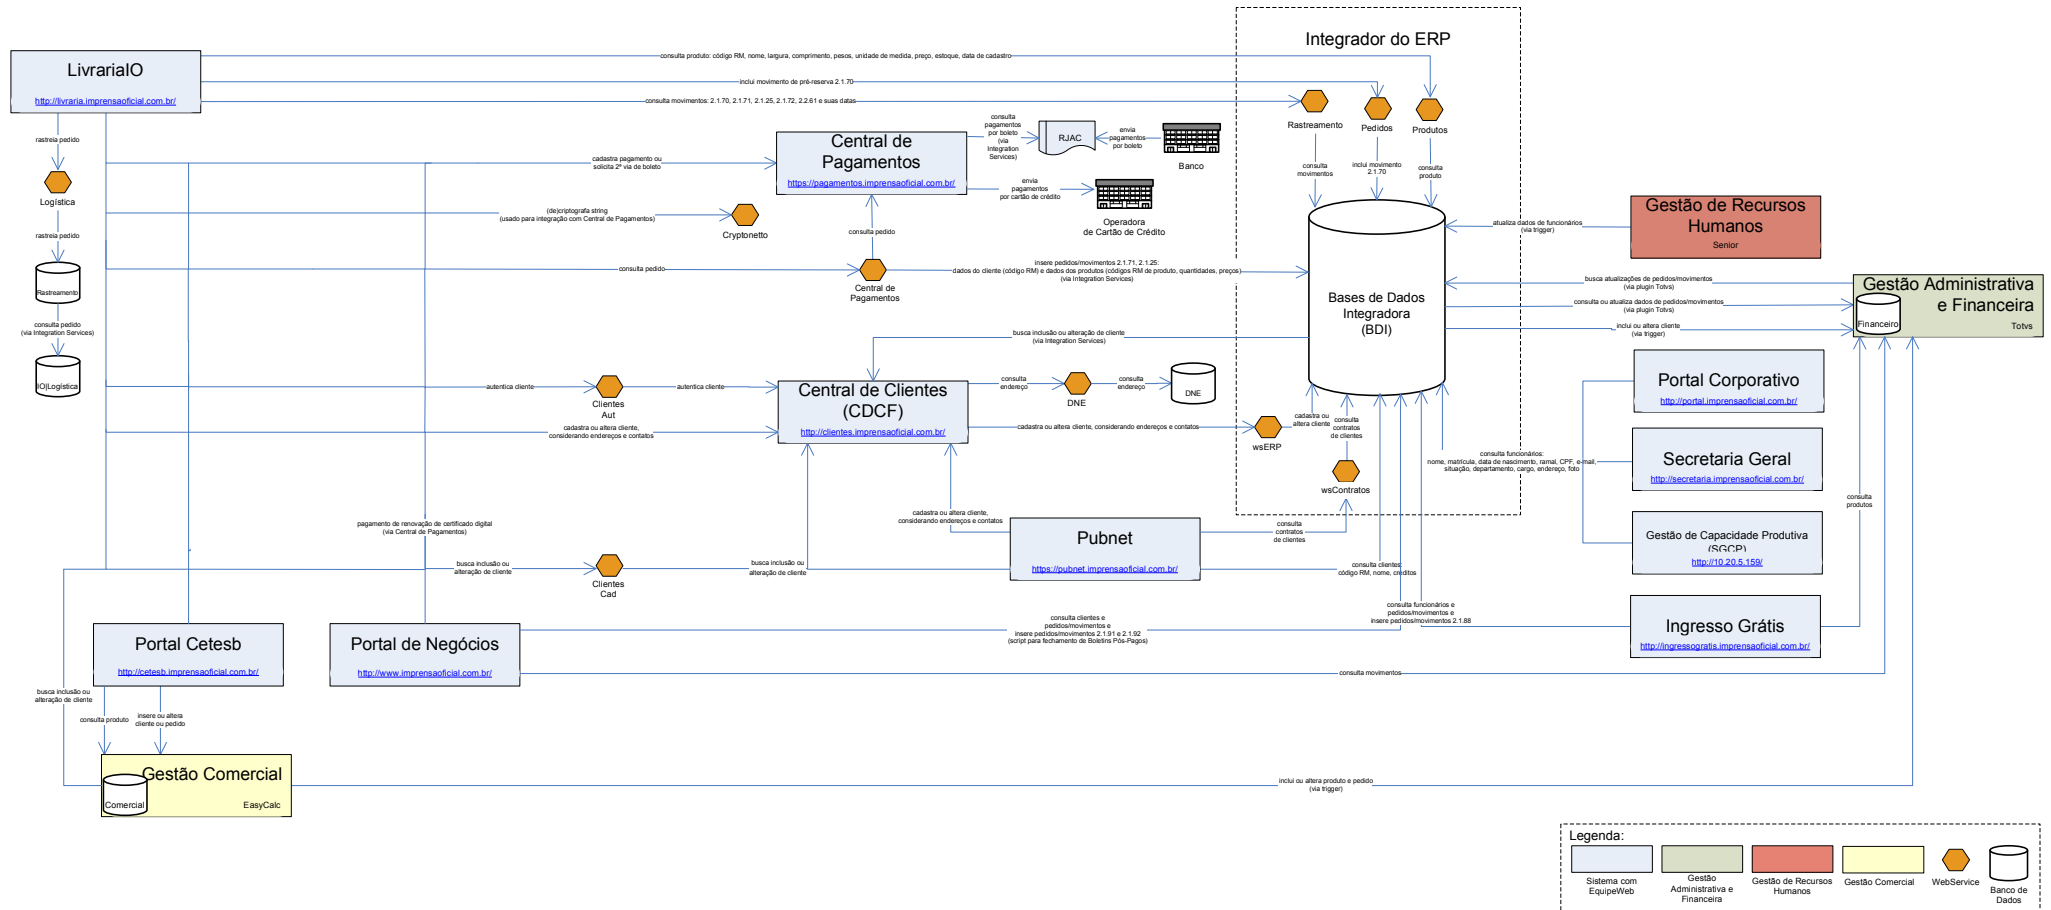 Integrador do ERP
LivrariaIO
http://livraria.imprensaoficial.com.br/
consulta produto: código RM, nome, largura, comprimento, pesos, unidade de medida, preço, estoque, data de cadastro
inclui movimento de pré-reserva 2.1.70
consulta movimentos: 2.1.70, 2.1.71, 2.1.25, 2.1.72, 2.2.61 e suas datas
Rastreamento
Pedidos
Produtos
rastreia pedido
Logística
rastreia pedido
Rastreamento
consulta pedido
(via Integration Services)
IO|Logística
cadastra pagamento ou
solicita 2ª via de boleto
Central de
Pagamentos
https://pagamentos.imprensaoficial.com.br/
consulta
pagamentos
por boleto
(via
Integration
Services)
RJAC
envia
pagamentos
por boleto
Banco
envia
pagamentos
por cartão de crédito
Operadora
de Cartão de Crédito
consulta
movimentos
inclui movimento
2.1.70
consulta
produto
(de)criptografa string
(usado para integração com Central de Pagamentos)
Cryptonetto
consulta pedido
consulta pedido
Central de
Pagamentos
insere pedidos/movimentos 2.1.71, 2.1.25:
dados do cliente (código RM) e dados dos produtos (códigos RM de produto, quantidades, preços)
(via Integration Services)
Bases de Dados
Integradora
(BDI)
atualiza dados de funcionários
(via trigger)
Gestão de Recursos
Humanos
Senior
busca atualizações de pedidos/movimentos
(via plugin Totvs)
consulta ou atualiza dados de pedidos/movimentos
(via plugin Totvs)
inclui ou altera cliente
(via trigger)
Gestão Administrativa
e Financeira
Financeiro
Totvs
busca inclusão ou alteração de cliente
(via Integration Services)
autentica cliente
Clientes
Aut
autentica cliente
cadastra ou altera cliente,
considerando endereços e contatos
Central de Clientes
(CDCF)
http://clientes.imprensaoficial.com.br/
consulta
endereço
DNE
consulta
endereço
DNE
cadastra ou altera cliente, considerando endereços e contatos
wsERP
cadastra ou
altera cliente
consulta
contratos
de clientes
wsContratos
Portal Corporativo
http://portal.imprensaoficial.com.br/
consulta funcionários:
nome, matrícula, data de nascimento, ramal, CPF, e-mail,
situação, departamento, cargo, endereço, foto
Secretaria Geral
http://secretaria.imprensaoficial.com.br/
consulta
produtos
Gestão de Capacidade Produtiva
(SGCP)
http://10.20.5.159/
pagamento de renovação de certificado digital
(via Central de Pagamentos)
cadastra ou altera cliente,
considerando endereços e contatos
Pubnet
https://pubnet.imprensaoficial.com.br/
consulta
contratos
de clientes
consulta clientes:
código RM, nome, créditos
busca inclusão ou
alteração de cliente
Clientes
Cad
busca inclusão ou
alteração de cliente
Portal Cetesb
http://cetesb.imprensaoficial.com.br/
Portal de Negócios
http://www.imprensaoficial.com.br/
consulta clientes e
pedidos/movimentos e
insere pedidos/movimentos 2.1.91 e 2.1.92
(script para fechamento de Boletins Pós-Pagos)
consulta funcionários e
pedidos/movimentos e
insere pedidos/movimentos 2.1.88
Ingresso Grátis
http://ingressogratis.imprensaoficial.com.br/
consulta movimentos
busca inclusão ou
alteração de cliente
consulta produto
insere ou altera
cliente ou pedido
Gestão Comercial
Comercial
EasyCalc
inclui ou altera produto e pedido
(via trigger)
Legenda:
Sistema com
EquipeWeb
Gestão
Administrativa e
Financeira
Gestão de Recursos
Humanos
Gestão Comercial
WebService
Banco de
Dados